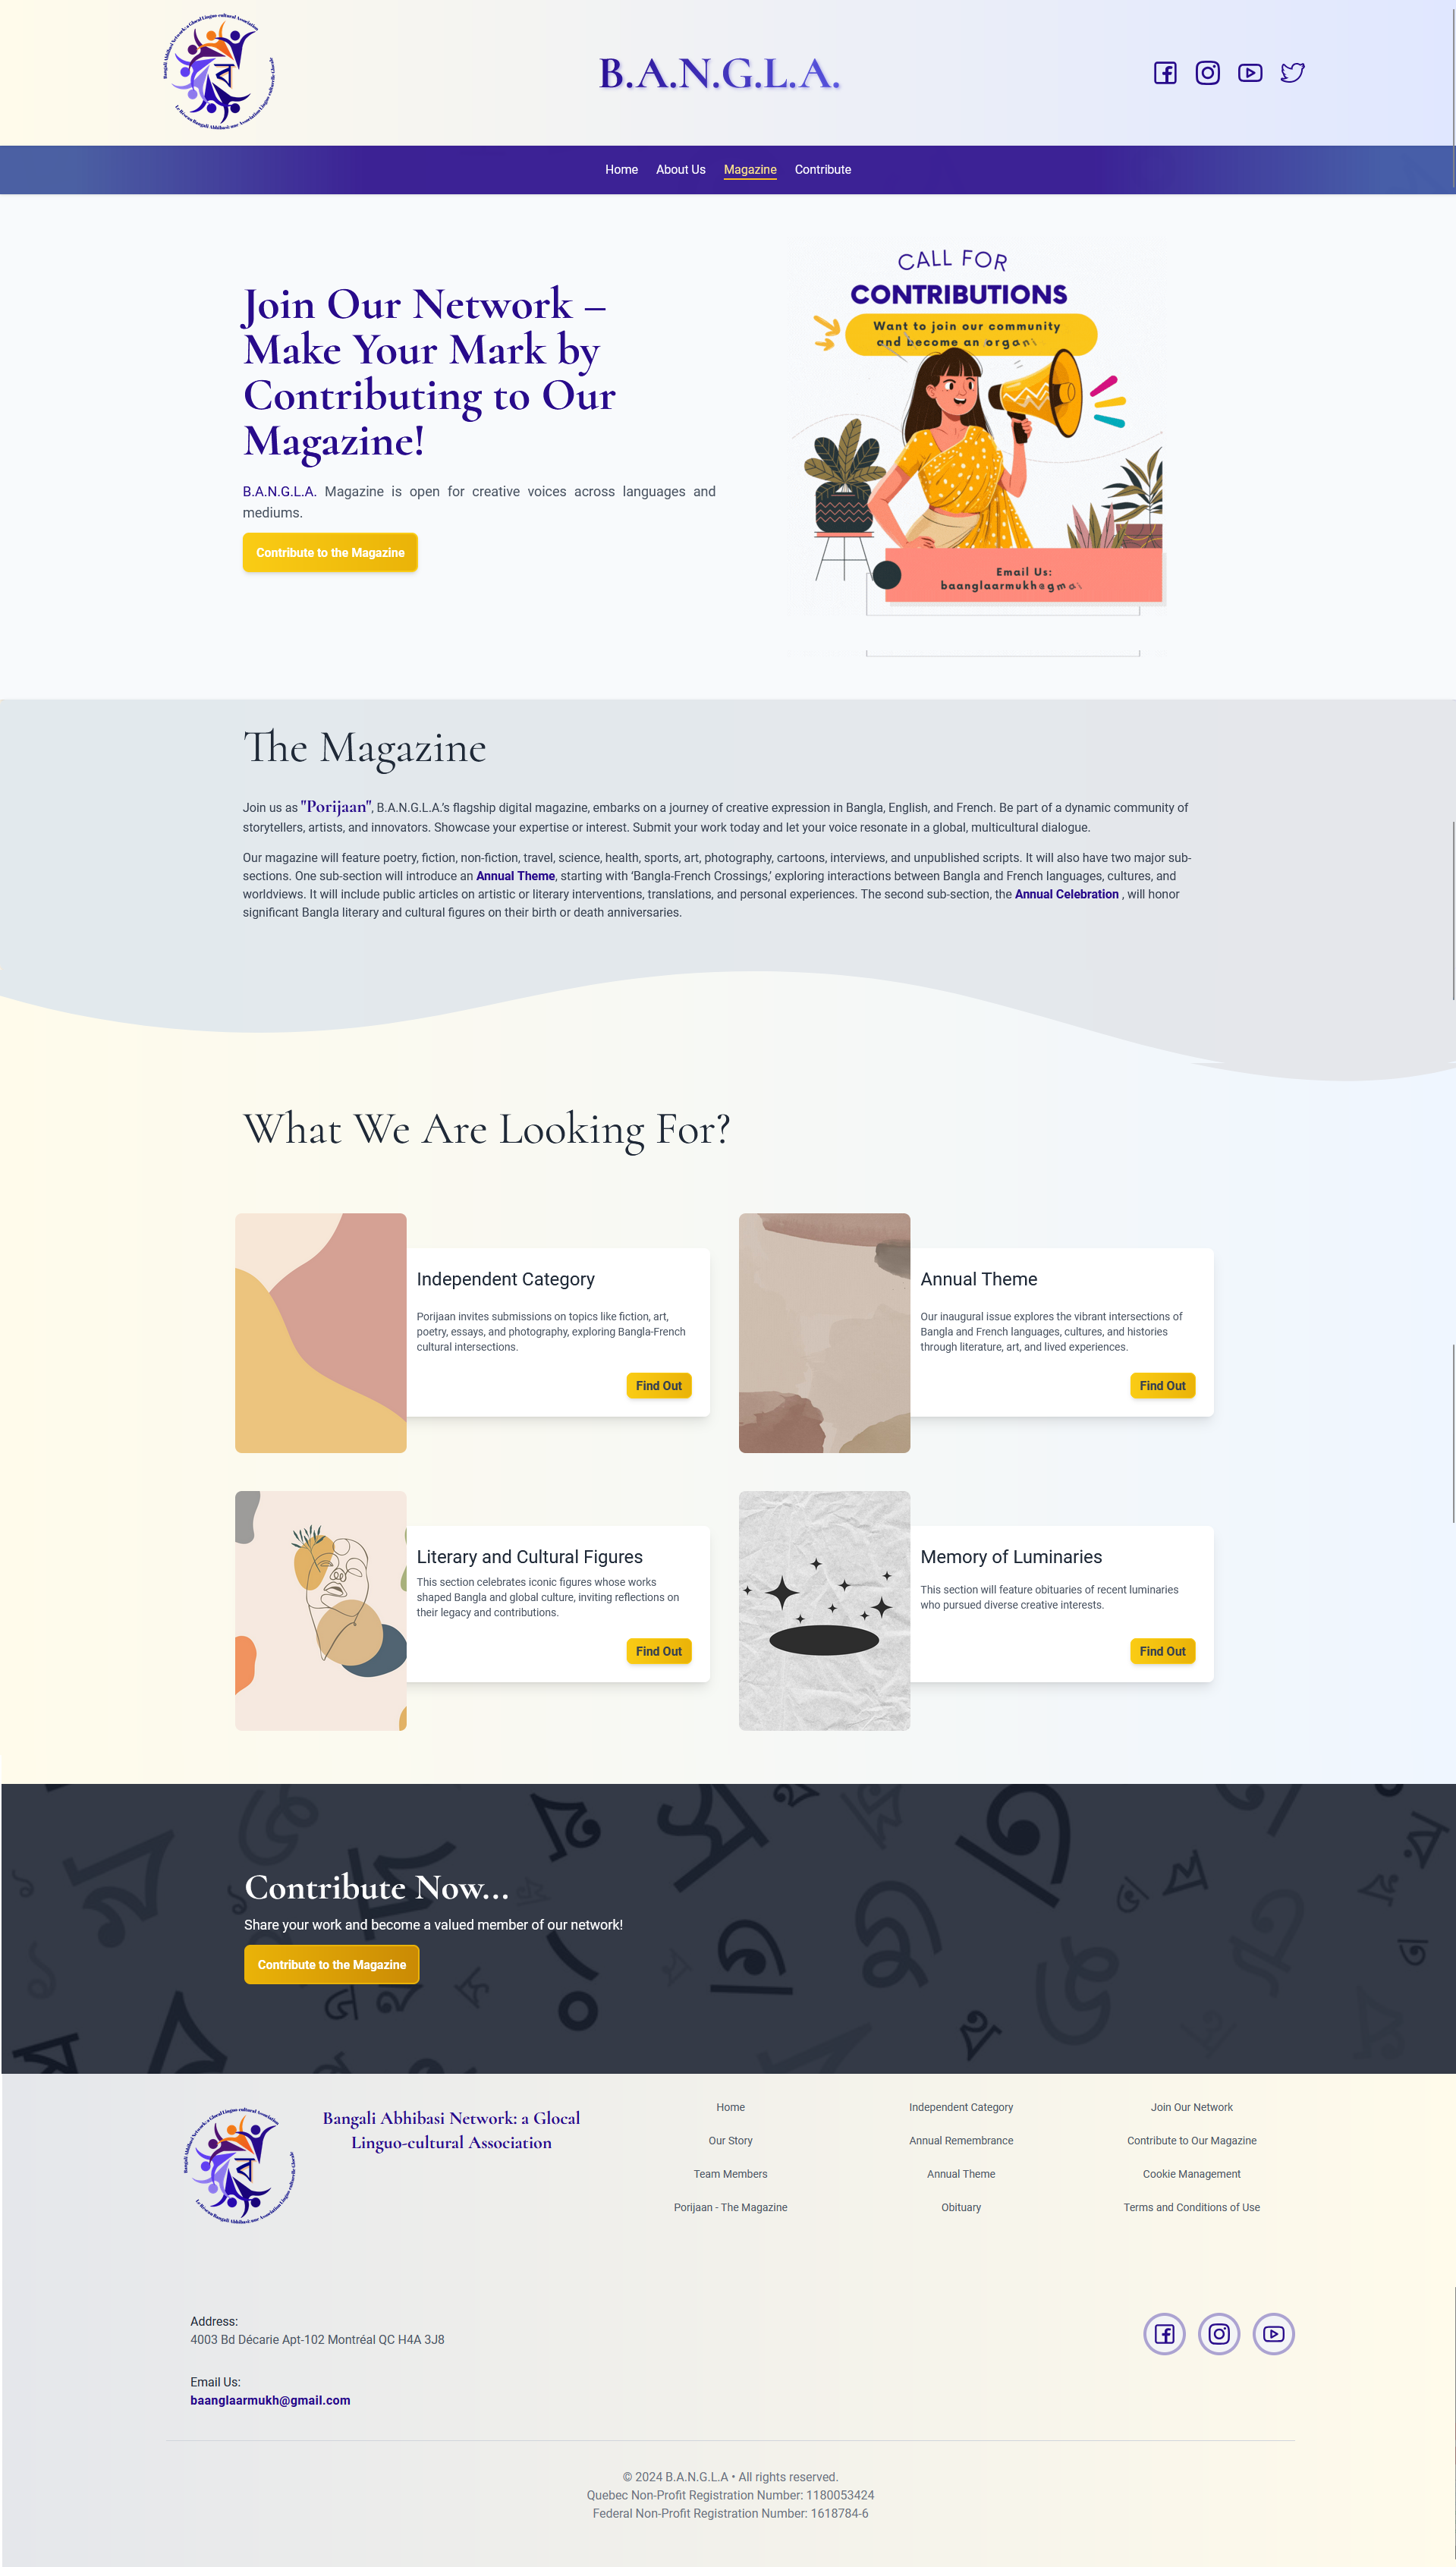 B.A.N.G.L.A.
Home About Us Magazine Contribute
Join Our Network –
Make Your Mark by
Contributing to Our
Magazine!
B.A.N.G.L.A. Magazine is open for creative voices across languages and
mediums.
Contribute to the Magazine
CALL FOR
CONTRIBUTIONS
Want to join our community
and become an
Email Us:
The Magazine
Join us as "Porijaan", B.A.N.G.L.A.’s flagship digital magazine, embarks on a journey of creative expression in Bangla, English, and French. Be part of a dynamic community of
storytellers, artists, and innovators. Showcase your expertise or interest. Submit your work today and let your voice resonate in a global, multicultural dialogue.
Our magazine will feature poetry, fiction, non-fiction, travel, science, health, sports, art, photography, cartoons, interviews, and unpublished scripts. It will also have two major sub-
sections. One sub-section will introduce an Annual Theme, starting with ‘Bangla-French Crossings,’ exploring interactions between Bangla and French languages, cultures, and
worldviews. It will include public articles on artistic or literary interventions, translations, and personal experiences. The second sub-section, the Annual Celebration , will honor
significant Bangla literary and cultural figures on their birth or death anniversaries.
What We Are Looking For?
Independent Category
Porijaan invites submissions on topics like fiction, art,
poetry, essays, and photography, exploring Bangla-French
cultural intersections.
Find Out
Annual Theme
Our inaugural issue explores the vibrant intersections of
Bangla and French languages, cultures, and histories
through literature, art, and lived experiences.
Find Out
Literary and Cultural Figures
This section celebrates iconic figures whose works
shaped Bangla and global culture, inviting reflections on
their legacy and contributions.
Find Out
Memory of Luminaries
This section will feature obituaries of recent luminaries
who pursued diverse creative interests.
Find Out
Contribute Now...
Share your work and become a valued member of our network!
Contribute to the Magazine
Bangali Abhibasi Network: a Glocal
Linguo-cultural Association
Home
Our Story
Team Members
Porijaan - The Magazine
Independent Category
Annual Remembrance
Annual Theme
Obituary
Join Our Network
Contribute to Our Magazine
Cookie Management
Terms and Conditions of Use
Address:
4003 Bd Décarie Apt-102 Montréal QC H4A 3J8
Email Us:
baanglaarmukh@gmail.com
© 2024 B.A.N.G.L.A • All rights reserved.
Quebec Non-Profit Registration Number: 1180053424
Federal Non-Profit Registration Number: 1618784-6